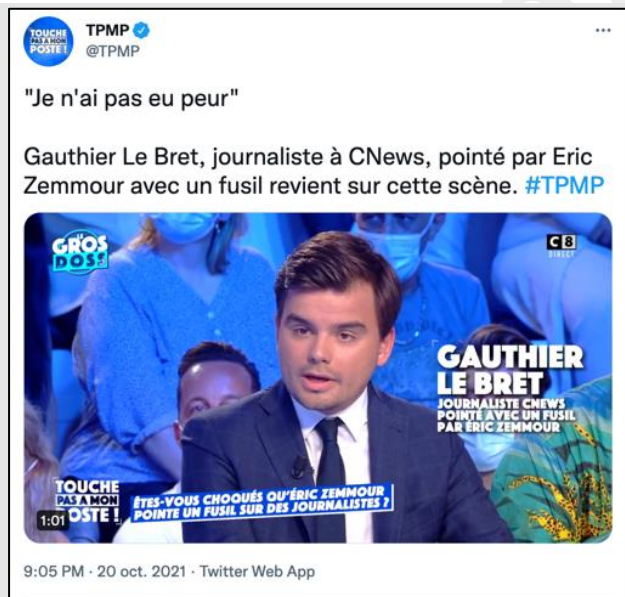 TOUCHE
PAS A MON
POSTE !
TPMP
@TPMP
"Je n'ai pas eu peur"
Gauthier Le Bret, journaliste à CNews, pointé par Eric
Zemmour avec un fusil revient sur cette scène. #TPMP
LE
GROS
DOSS
C8
DIRECT
GAUTHIER
LE BRET
JOURNALISTE CNEWS
POINTÉ AVEC UN FUSIL
PAR ÉRIC ZEMMOUR
TOUCHE
PAS A MON
OSTE !
1:01
ÊTES-VOUS CHOQUÉS QU'ÉRIC ZEMMOUR
POINTE UN FUSIL SUR DES JOURNALISTES ?
9:05 PM · 20 oct. 2021 · Twitter Web App